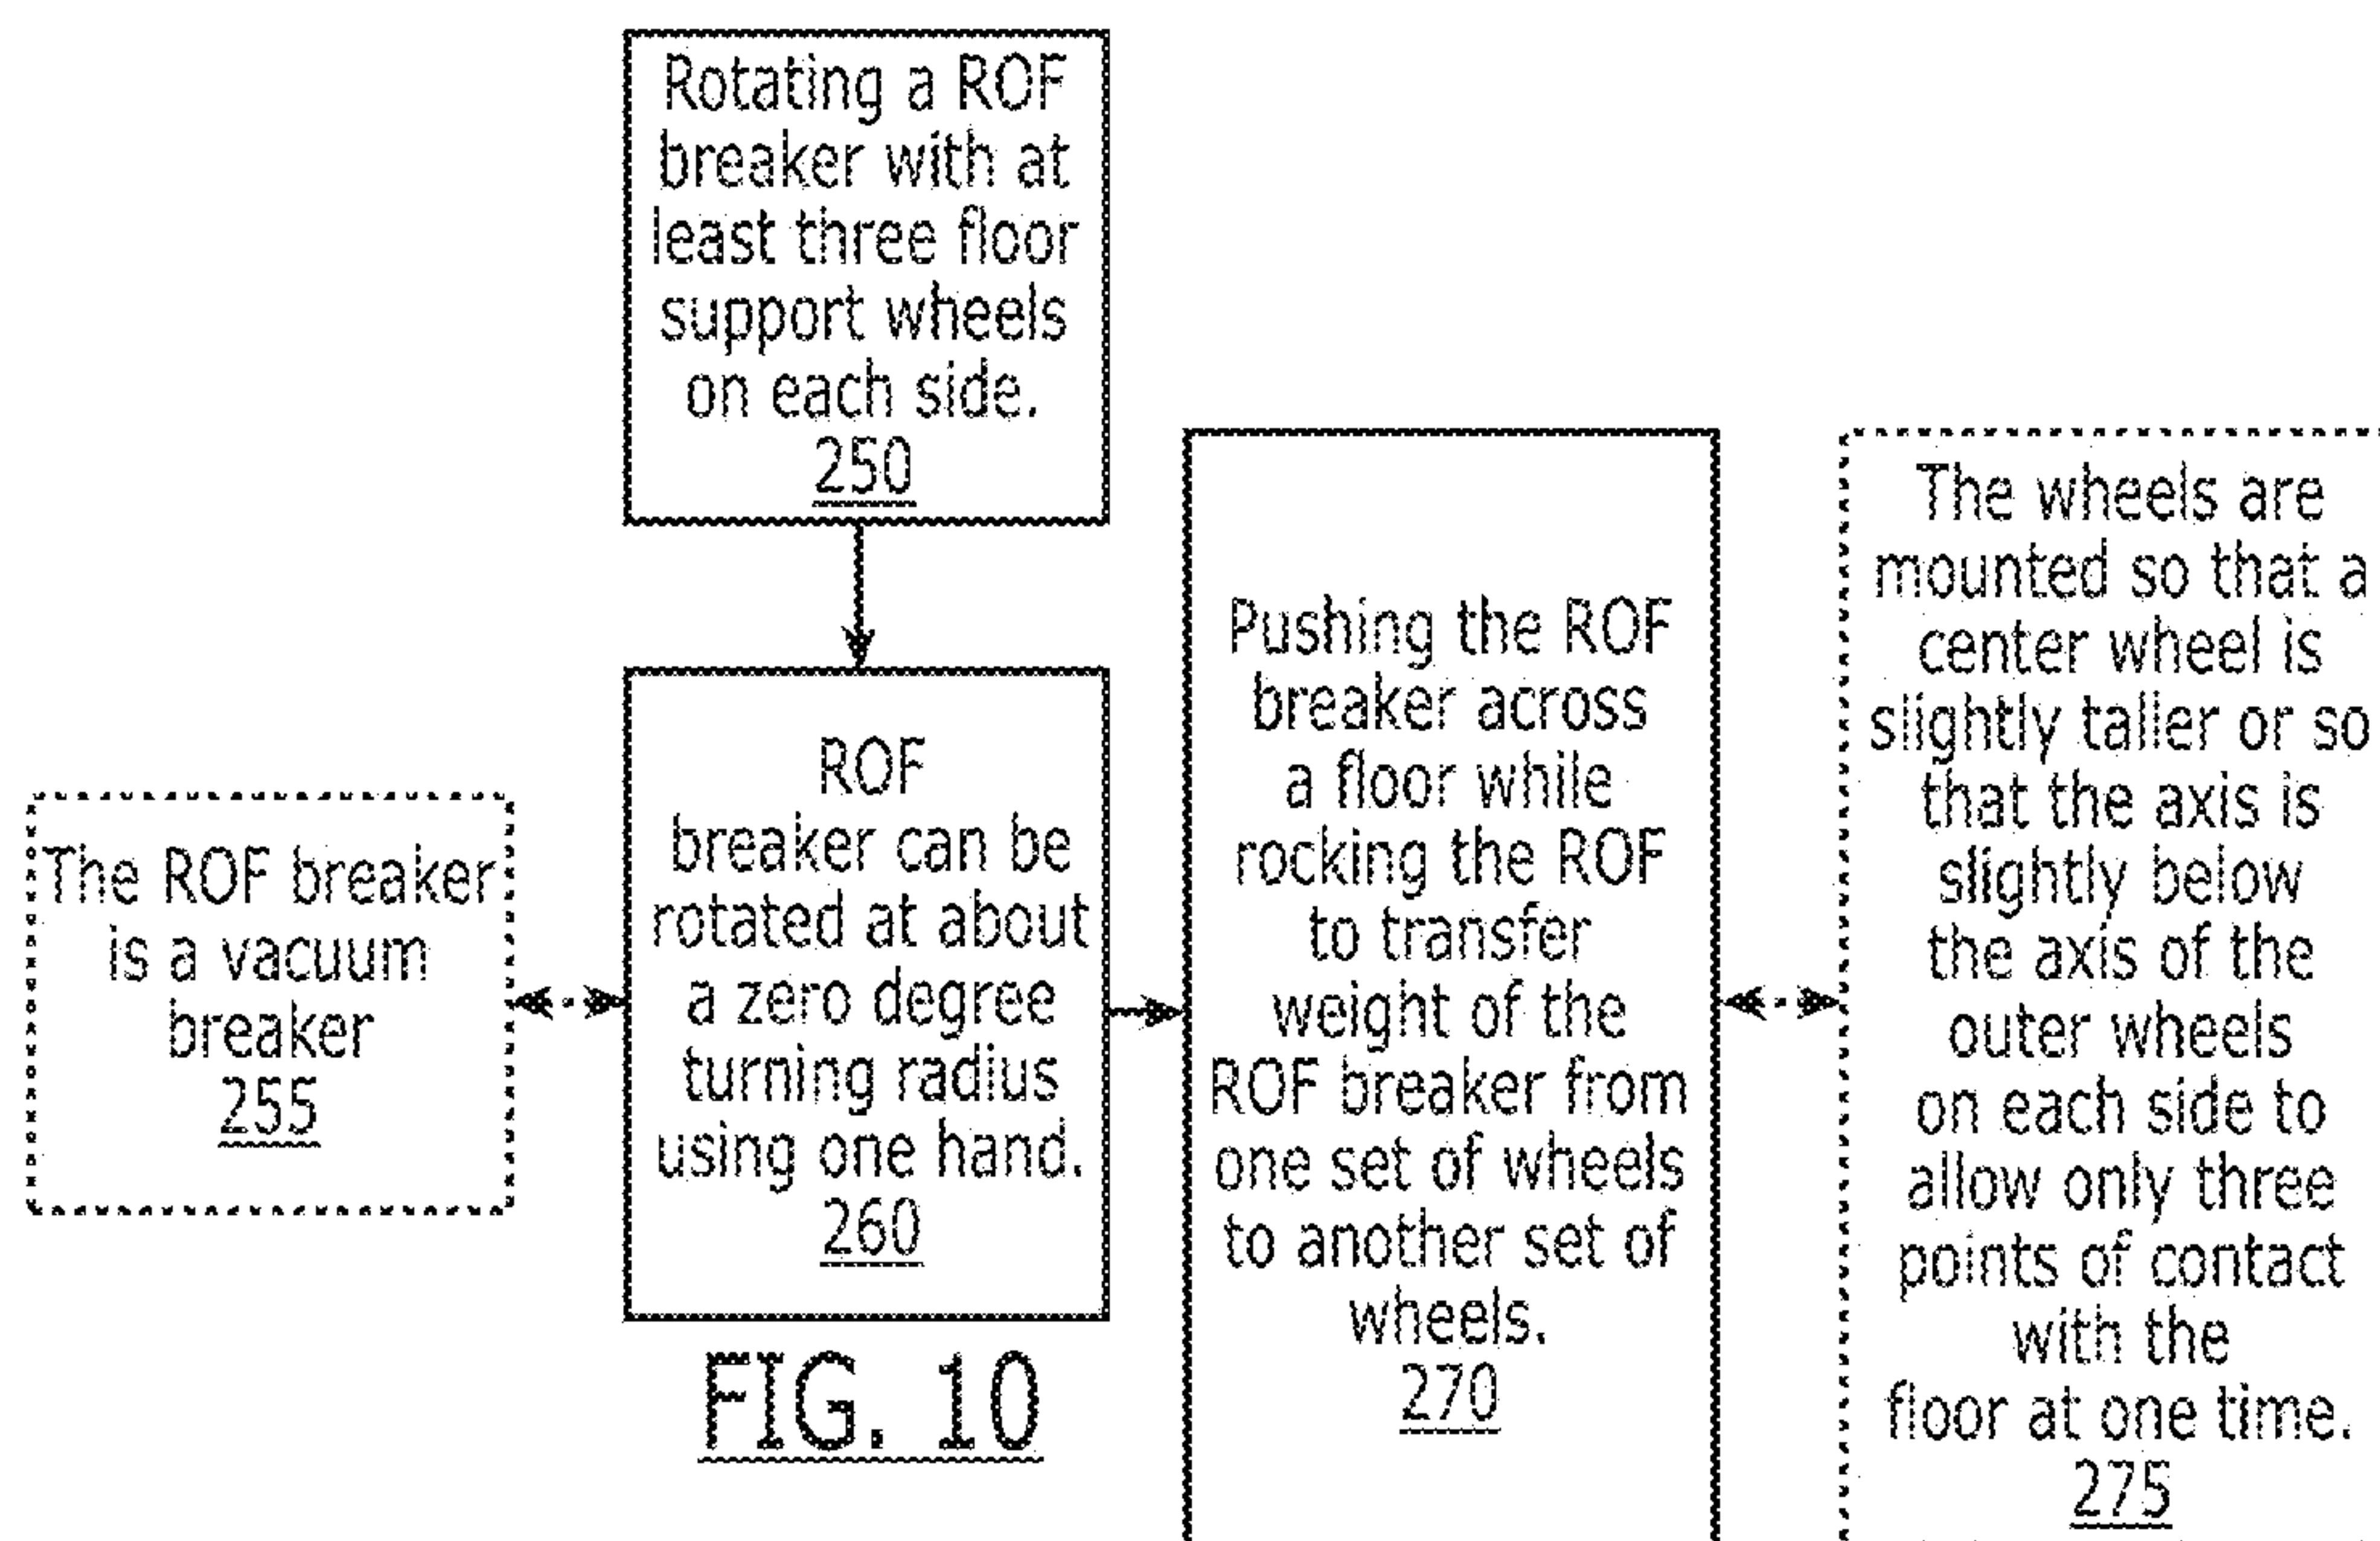 Rotating a ROF
breaker with at
least three floor
support wheels
on each side.
250
The ROF breaker
is a vacuum
breaker
255
ROF
breaker can be
rotated at about
a zero degree
turning radius
using one hand.
260
Pushing the ROF
breaker across
a floor while
rocking the ROF
to transfer
weight of the
ROF breaker from
one set of wheels
to another set of
wheels.
270
The wheels are
mounted so that a
center wheel is
slightly taller or so
that the axis is
slightly below
the axis of the
outer wheels
on each side to
allow only three
points of contact
with the
floor at one time.
275
FIG. 10